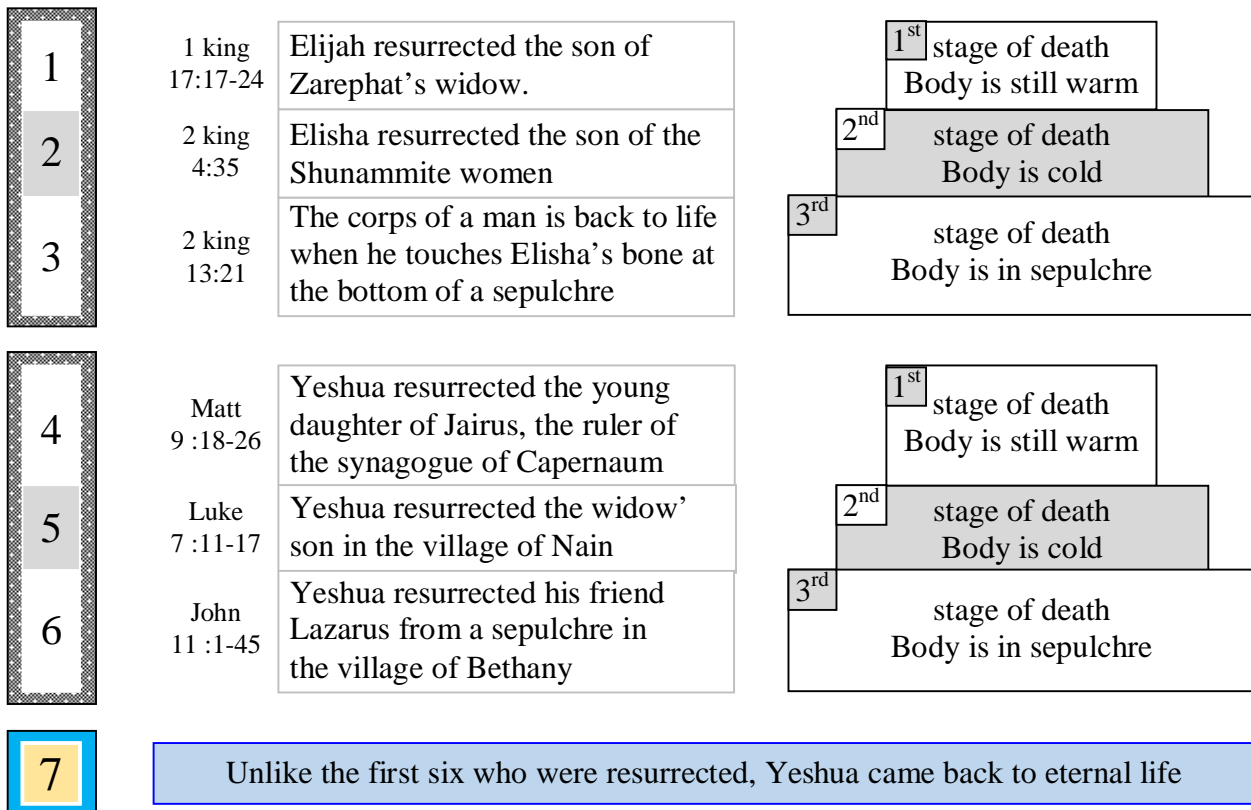 1
1 king
17:17-24
Elijah resurrected the son of
Zarephat’s widow.
1st
stage of death
Body is still warm
2
2 king
4:35
Elisha resurrected the son of the
Shunammite women
2nd
stage of death
Body is cold
3
2 king
13:21
The corps of a man is back to life
when he touches Elisha’s bone at
the bottom of a sepulchre
3rd
stage of death
Body is in sepulchre
4
Matt
9 :18-26
Yeshua resurrected the young
daughter of Jairus, the ruler of
the synagogue of Capernaum
1st
stage of death
Body is still warm
5
Luke
7 :11-17
Yeshua resurrected the widow’
son in the village of Nain
2nd
stage of death
Body is cold
6
John
11 :1-45
Yeshua resurrected his friend
Lazarus from a sepulchre in
the village of Bethany
3rd
stage of death
Body is in sepulchre
7
Unlike the first six who were resurrected, Yeshua came back to eternal life